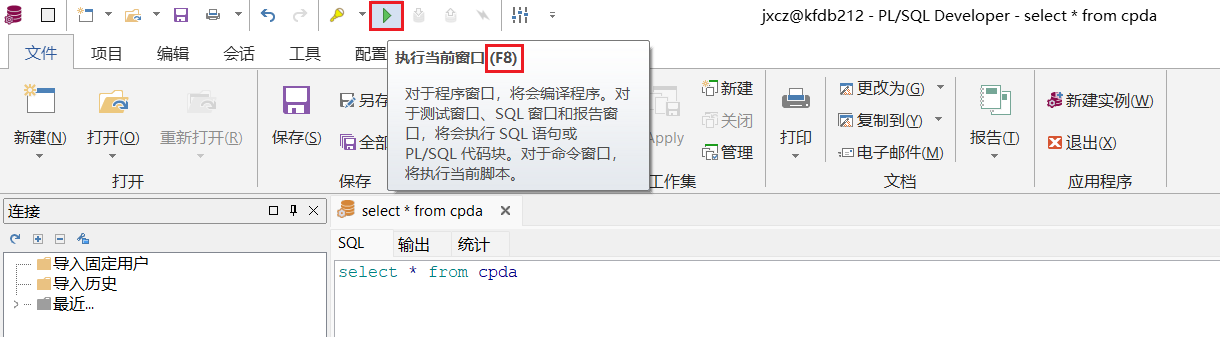 jxcz@kfdb212 - PL/SQL Developer - select * from cpda
文件 项目 编辑 会话 工具 配置
执行当前窗口 (F8)
对于程序窗口，将会编译程序。对
于测试窗口、SQL 窗口和报告窗
口，将会执行 SQL 语句或
PL/SQL 代码块。对于命令窗口，
将执行当前脚本。
新建(N) 打开(O) 重新打开(R)
打开
保存(S) 另存 全部
保存
Apply 新建 关闭 管理
工作集
打印 更改为(G) 复制到(Y) 电子邮件(M)
文档
报告(T)
新建实例(W)
退出(X)
应用程序
连接
导入固定用户
导入历史
最近...
select * from cpda
SQL 输出 统计
select * from cpda